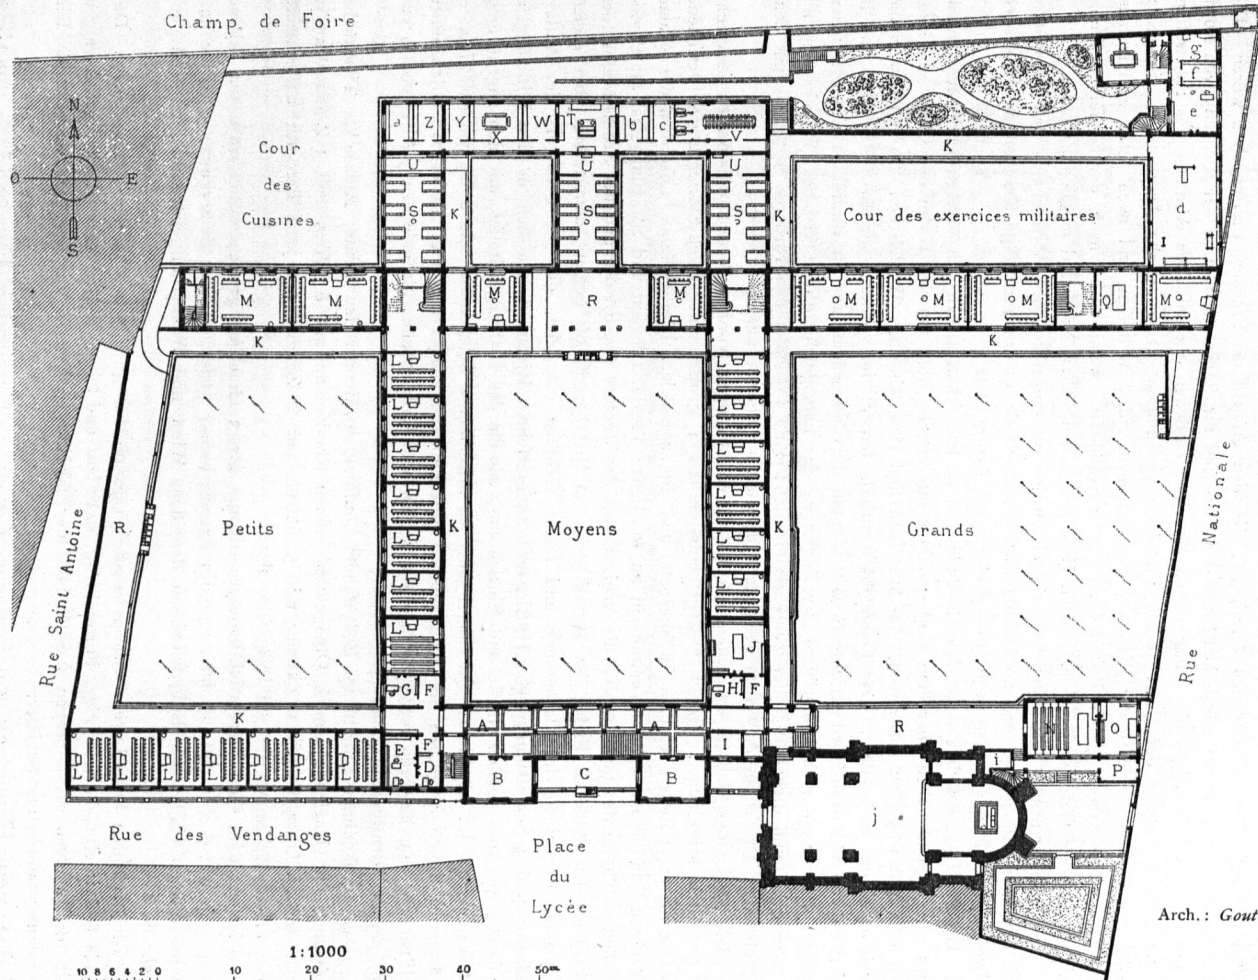 Champ de Foire
N
O E
S
Cour
des
Cuisines
a Z Y X W T b c V
U U U
S S S
K K K
g
f
e
K
Cour des exercices militaires
d
I
M M M R M M M M Q M
K K
L L
L L
L L
L L
L L
L L
L J
G F H F
R
Petits
K
Moyens
K
Grands
Rue Saint Antoine
Rue Nationale
K
A A
I
R
N O
P
i
L L L L L L L
E F
D
B C B
j
Rue des Vendanges
Place
du
Lycée
Arch.: Gout
1:1000
10 8 6 4 2 0 10 20 30 40 50m